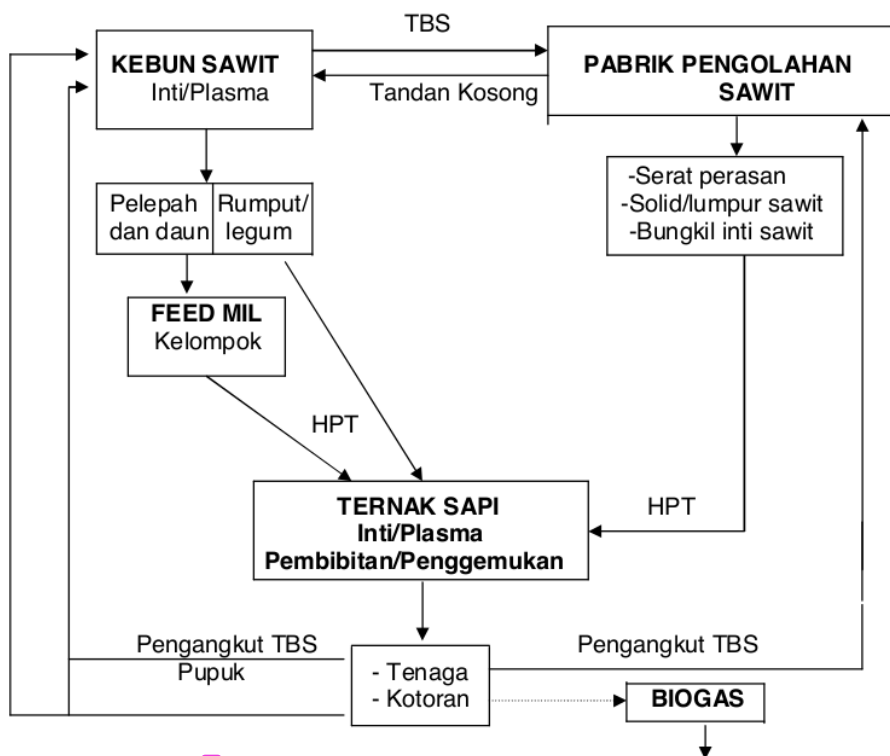 TBS
KEBUN SAWIT
Inti/Plasma
Tandan Kosong
PABRIK PENGOLAHAN
SAWIT
Pelepah
dan daun
Rumput/
legum
-Serat perasan
-Solid/lumpur sawit
-Bungkil inti sawit
FEED MIL
Kelompok
HPT
TERNAK SAPI
Inti/Plasma
Pembibitan/Penggemukan
HPT
Pengangkut TBS
Pupuk
- Tenaga
- Kotoran
Pengangkut TBS
BIOGAS